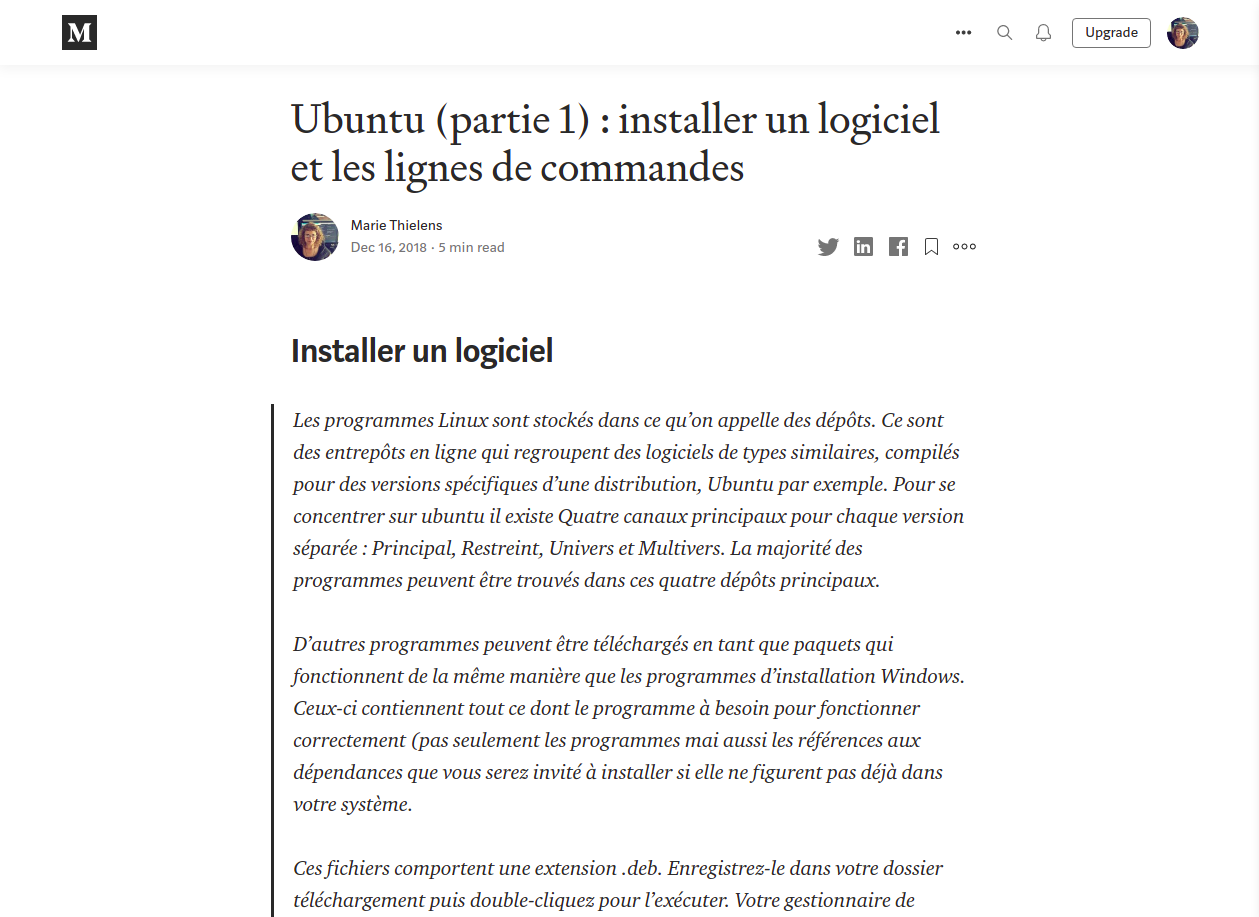 M
Upgrade
Ubuntu (partie 1) : installer un logiciel
et les lignes de commandes
Marie Thielens
Dec 16, 2018 · 5 min read
Installer un logiciel
Les programmes Linux sont stockés dans ce qu’on appelle des dépôts. Ce sont
des entrepôts en ligne qui regroupent des logiciels de types similaires, compilés
pour des versions spécifiques d’une distribution, Ubuntu par exemple. Pour se
concentrer sur ubuntu il existe Quatre canaux principaux pour chaque version
séparée : Principal, Restreint, Univers et Multivers. La majorité des
programmes peuvent être trouvés dans ces quatre dépôts principaux.
D’autres programmes peuvent être téléchargés en tant que paquets qui
fonctionnent de la même manière que les programmes d’installation Windows.
Ceux-ci contiennent tout ce dont le programme à besoin pour fonctionner
correctement (pas seulement les programmes mai aussi les références aux
dépendances que vous serez invité à installer si elle ne figurent pas déjà dans
votre système.
Ces fichiers comportent une extension .deb. Enregistrez-le dans votre dossier
téléchargement puis double-cliquez pour l’exécuter. Votre gestionnaire de